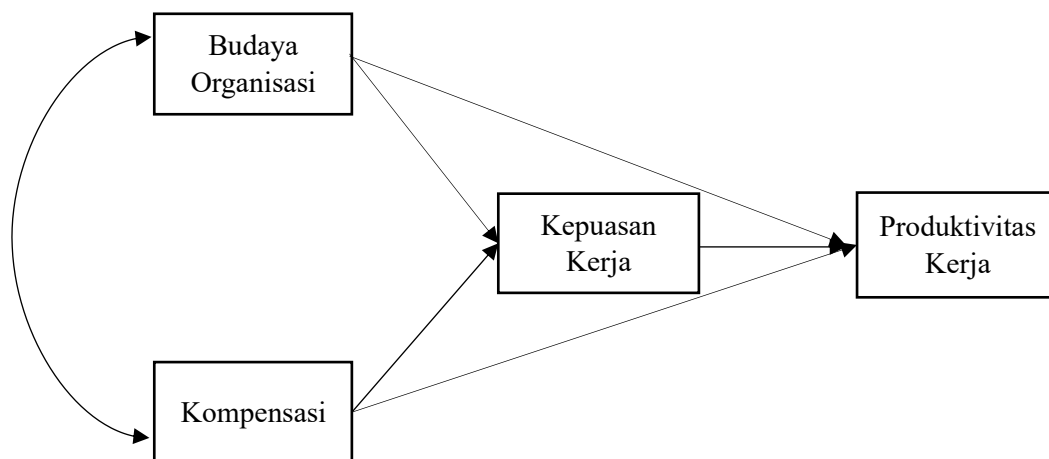 Budaya
Organisasi
Kepuasan
Kerja
Produktivitas
Kerja
Kompensasi